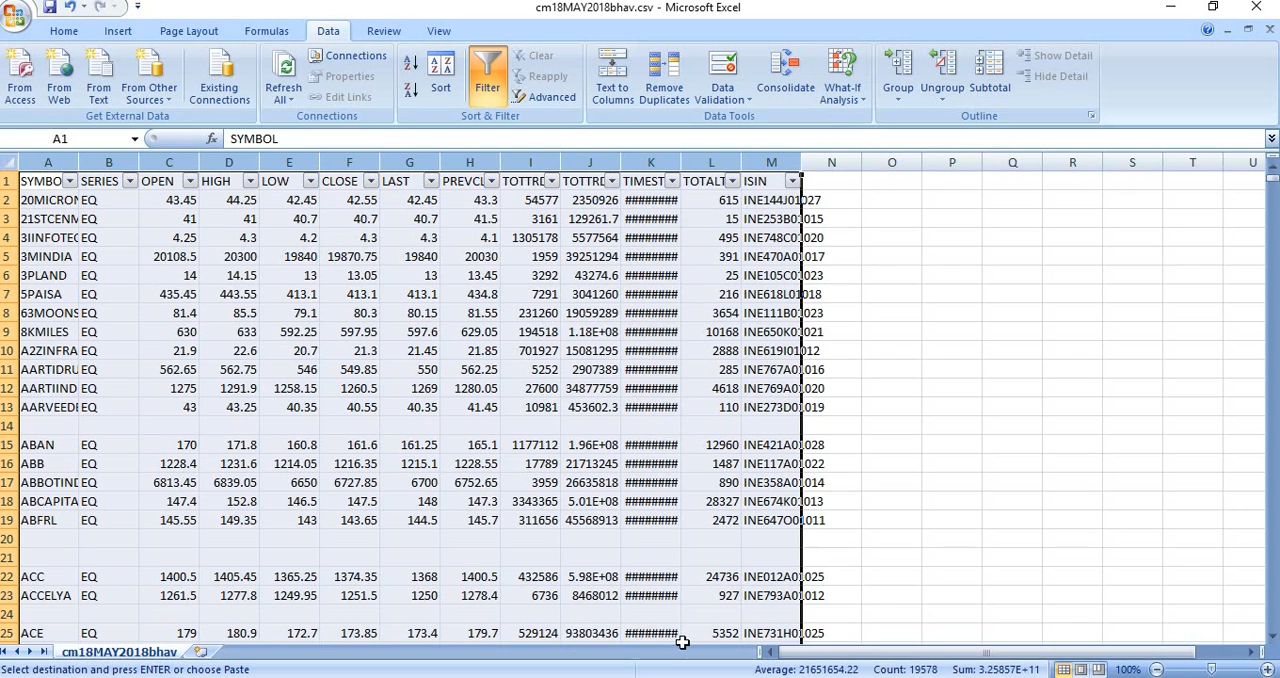 cm18MAY2018bhav.csv - Microsoft Excel
Home Insert Page Layout Formulas Data Review View
From Access From Web From Text From Other Sources Existing Connections Refresh All Connections Properties Edit Links Sort Filter Clear Reapply Advanced Text to Columns Remove Duplicates Data Validation Consolidate What-If Analysis Group Ungroup Subtotal Show Detail Hide Detail
Get External Data Connections Sort & Filter Data Tools Outline
A1 fx SYMBOL
A B C D E F G H I J K L M N O P Q R S T U
1 SYMBO SERIES OPEN HIGH LOW CLOSE LAST PREVCL TOTTRD TOTTRD TIMEST TOTALT ISIN
2 20MICRON EQ 43.45 44.25 42.45 42.55 42.45 43.3 54577 2350926 ######## 615 INE144J01027
3 21STCENM EQ 41 41 40.7 40.7 40.7 41.5 3161 129261.7 ######## 15 INE253B01015
4 3IINFOTEC EQ 4.25 4.3 4.2 4.3 4.3 4.1 1305178 5577564 ######## 495 INE748C01020
5 3MINDIA EQ 20108.5 20300 19840 19870.75 19840 20030 1959 39251294 ######## 391 INE470A01017
6 3PLAND EQ 14 14.15 13 13.05 13 13.45 3292 43274.6 ######## 25 INE105C01023
7 5PAISA EQ 435.45 443.55 413.1 413.1 413.1 434.8 7291 3041260 ######## 216 INE618L01018
8 63MOONS EQ 81.4 85.5 79.1 80.3 80.15 81.55 231260 19059289 ######## 3654 INE111B01023
9 8KMILES EQ 630 633 592.25 597.95 597.6 629.05 194518 1.18E+08 ######## 10168 INE650K01021
10 A2ZINFRA EQ 21.9 22.6 20.7 21.3 21.45 21.85 701927 15081295 ######## 2888 INE619I01012
11 AARTIDRU EQ 562.65 562.75 546 549.85 550 562.25 5252 2907389 ######## 285 INE767A01016
12 AARTIIND EQ 1275 1291.9 1258.15 1260.5 1269 1280.05 27600 34877759 ######## 4618 INE769A01020
13 AARVEEDE EQ 43 43.25 40.35 40.55 40.35 41.45 10981 453602.3 ######## 110 INE273D01019
14
15 ABAN EQ 170 171.8 160.8 161.6 161.25 165.1 1177112 1.96E+08 ######## 12960 INE421A01028
16 ABB EQ 1228.4 1231.6 1214.05 1216.35 1215.1 1228.55 17789 21713245 ######## 1487 INE117A01022
17 ABBOTIND EQ 6813.45 6839.05 6650 6727.85 6700 6752.65 3959 26635818 ######## 890 INE358A01014
18 ABCAPITA EQ 147.4 152.8 146.5 147.5 148 147.3 3343365 5.01E+08 ######## 28327 INE674K01013
19 ABFRL EQ 145.55 149.35 143 143.65 144.5 145.7 311656 45568913 ######## 2472 INE647O01011
20
21
22 ACC EQ 1400.5 1405.45 1365.25 1374.35 1368 1400.5 432586 5.98E+08 ######## 24736 INE012A01025
23 ACCELYA EQ 1261.5 1277.8 1249.95 1251.5 1250 1278.4 6736 8468012 ######## 927 INE793A01012
24
25 ACE EQ 179 180.9 172.7 173.85 173.4 179.7 529124 93803436 ######## 5352 INE731H01025
cm18MAY2018bhav
Select destination and press ENTER or choose Paste Average: 21651654.22 Count: 19578 Sum: 3.25857E+11 100%